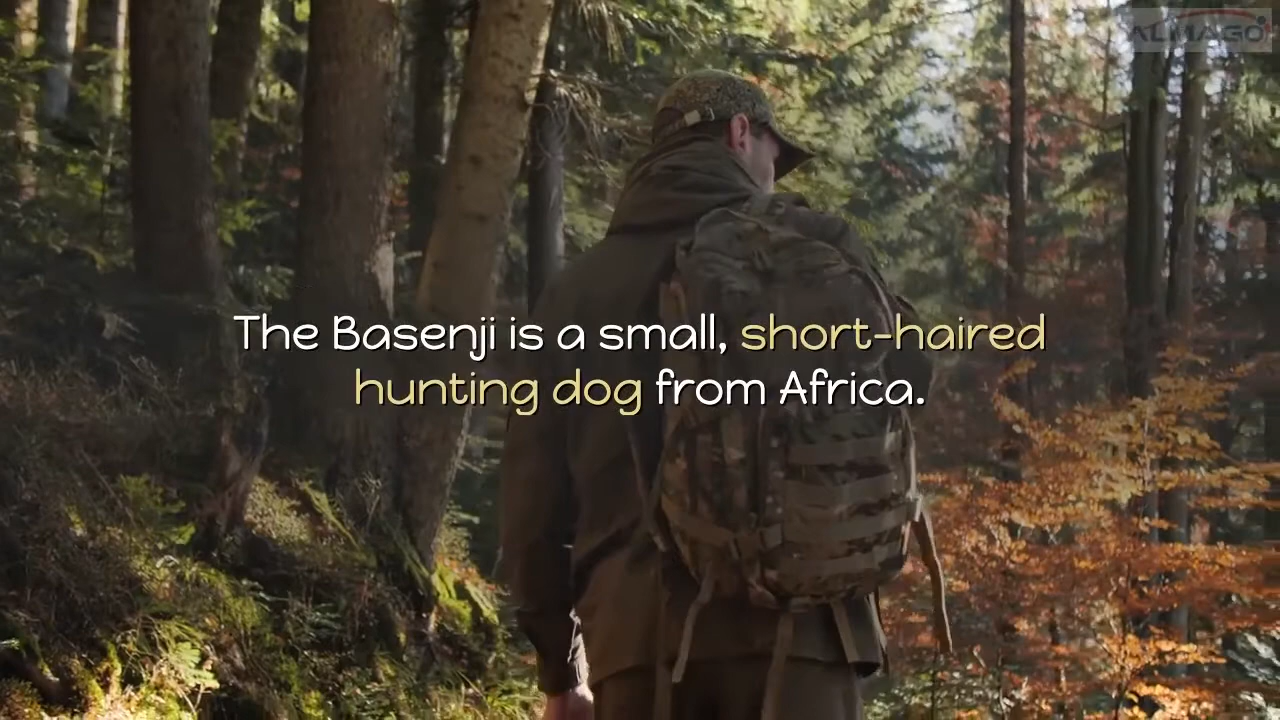 ALMAGO
The Basenji is a small, short-haired
hunting dog from Africa.